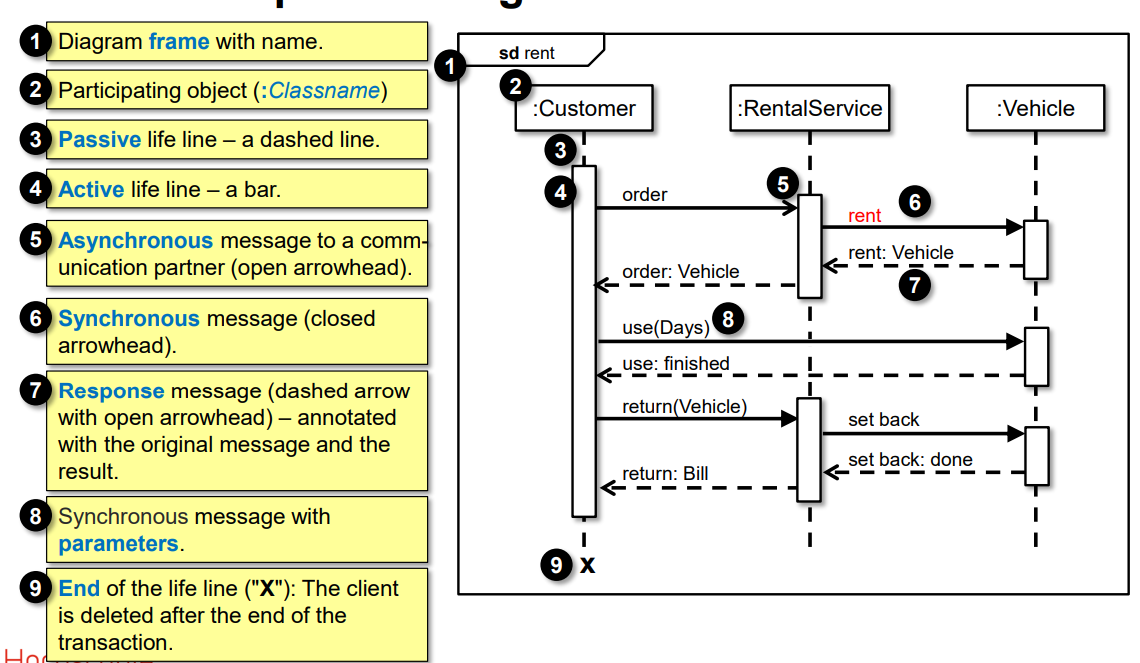 1 Diagram frame with name.
2 Participating object (:Classname)
3 Passive life line – a dashed line.
4 Active life line – a bar.
5 Asynchronous message to a comm-
unication partner (open arrowhead).
6 Synchronous message (closed
arrowhead).
7 Response message (dashed arrow
with open arrowhead) – annotated
with the original message and the
result.
8 Synchronous message with
parameters.
9 End of the life line ("X"): The client
is deleted after the end of the
transaction.
1 sd rent
2 :Customer
:RentalService
:Vehicle
3
4
order
5
rent 6
rent: Vehicle
7
order: Vehicle
use(Days) 8
use: finished
return(Vehicle)
set back
set back: done
return: Bill
9 X